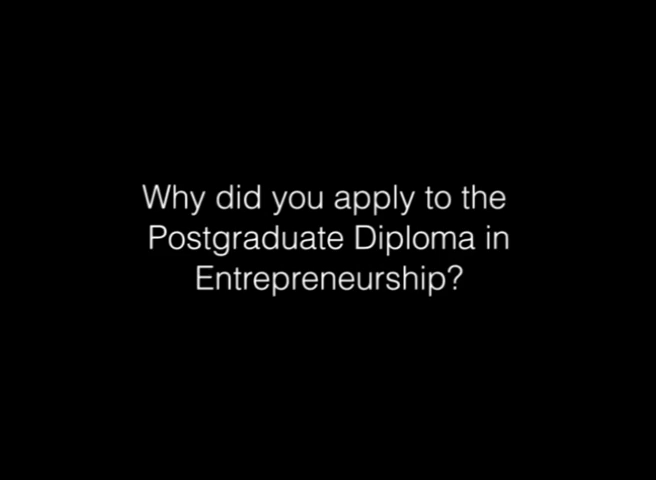 Why did you apply to the
Postgraduate Diploma in
Entrepreneurship?